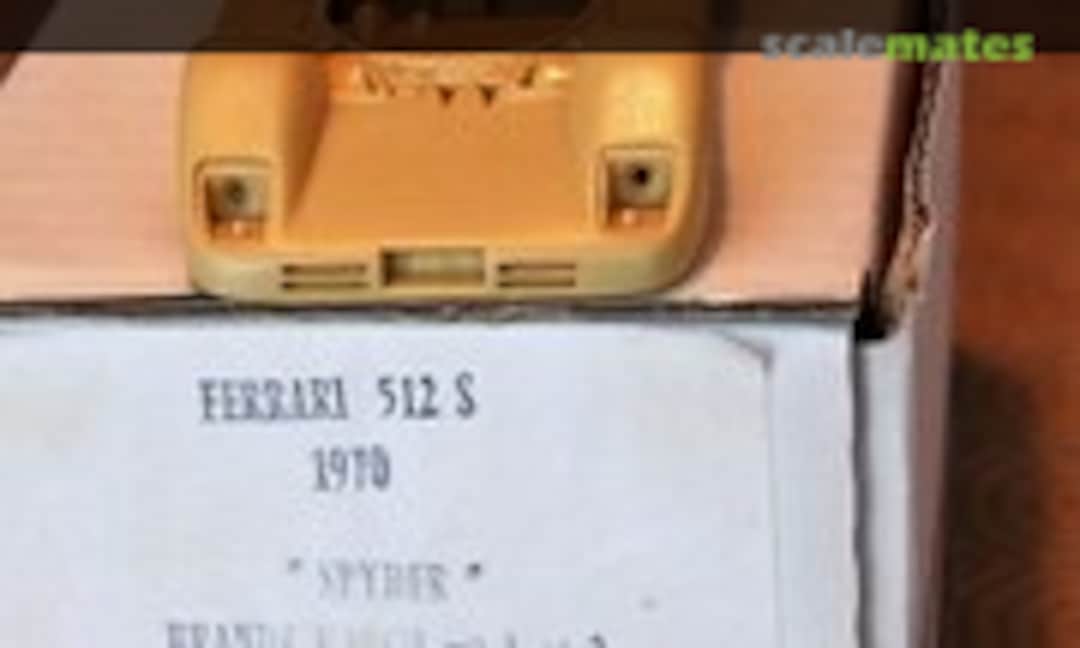 scalemates
FERRARI 512 S
1970
"SPYDER"